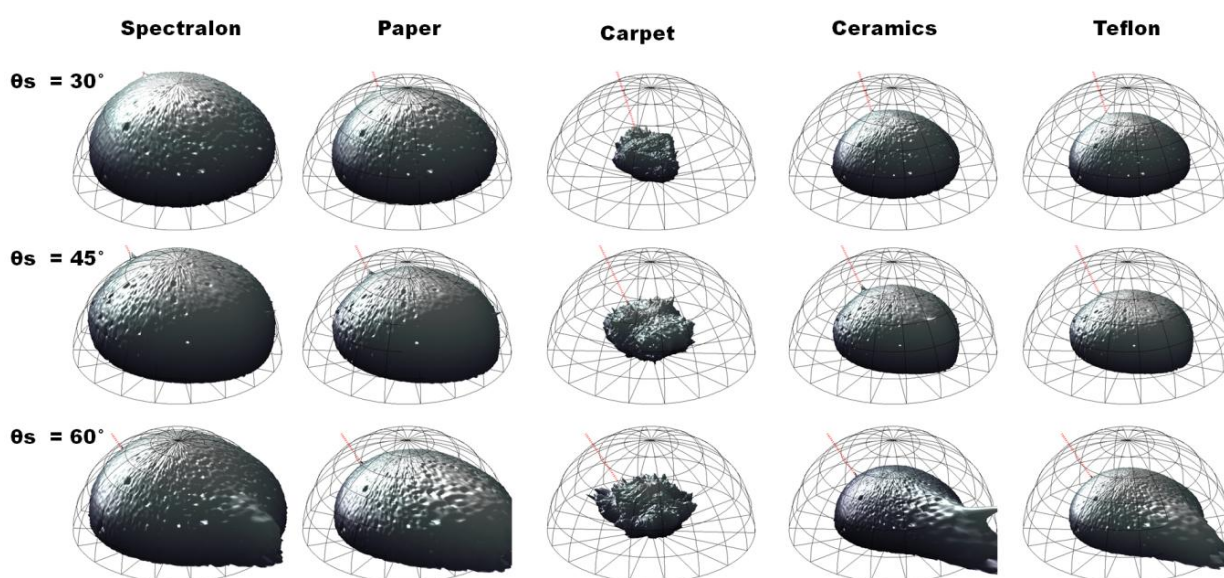 Spectralon Paper Carpet Ceramics Teflon
θs = 30°
θs = 45°
θs = 60°